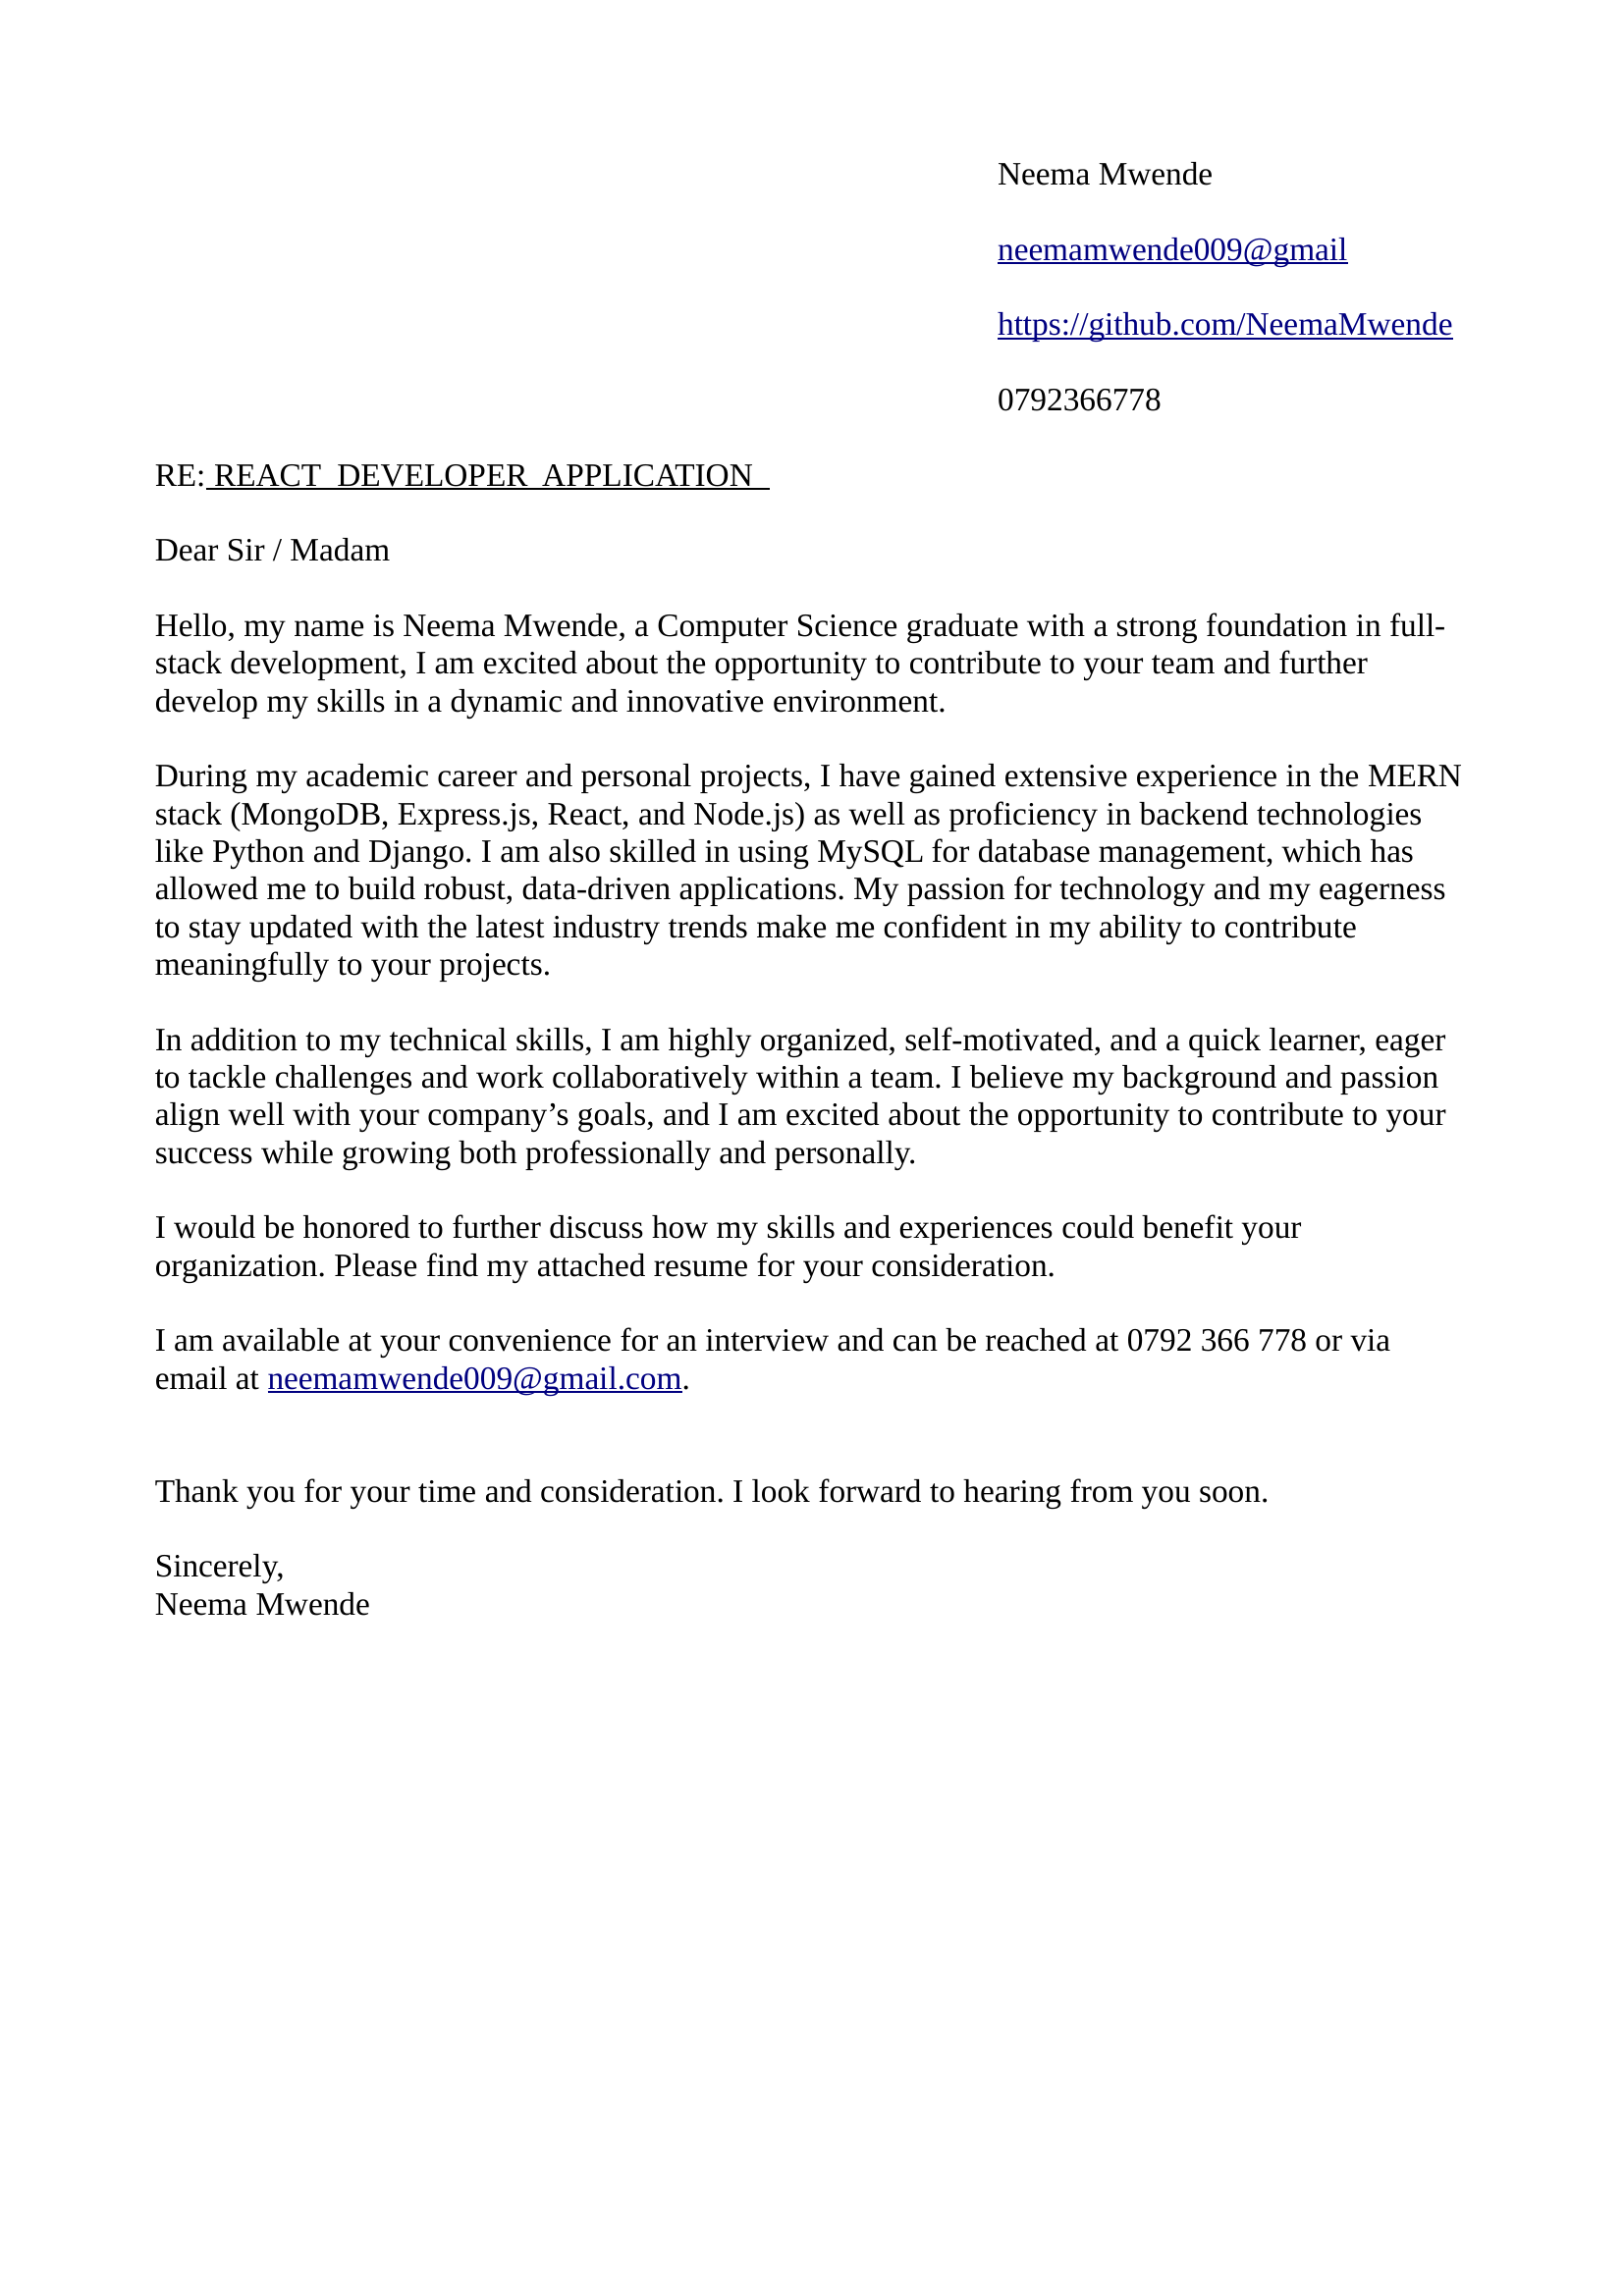 Neema Mwende
neemamwende009@gmail
https://github.com/NeemaMwende
0792366778
RE: REACT  DEVELOPER  APPLICATION
Dear Sir / Madam
Hello, my name is Neema Mwende, a Computer Science graduate with a strong foundation in full-
stack development, I am excited about the opportunity to contribute to your team and further
develop my skills in a dynamic and innovative environment.
During my academic career and personal projects, I have gained extensive experience in the MERN
stack (MongoDB, Express.js, React, and Node.js) as well as proficiency in backend technologies
like Python and Django. I am also skilled in using MySQL for database management, which has
allowed me to build robust, data-driven applications. My passion for technology and my eagerness
to stay updated with the latest industry trends make me confident in my ability to contribute
meaningfully to your projects.
In addition to my technical skills, I am highly organized, self-motivated, and a quick learner, eager
to tackle challenges and work collaboratively within a team. I believe my background and passion
align well with your company’s goals, and I am excited about the opportunity to contribute to your
success while growing both professionally and personally.
I would be honored to further discuss how my skills and experiences could benefit your
organization. Please find my attached resume for your consideration.
I am available at your convenience for an interview and can be reached at 0792 366 778 or via
email at neemamwende009@gmail.com.
Thank you for your time and consideration. I look forward to hearing from you soon.
Sincerely,
Neema Mwende